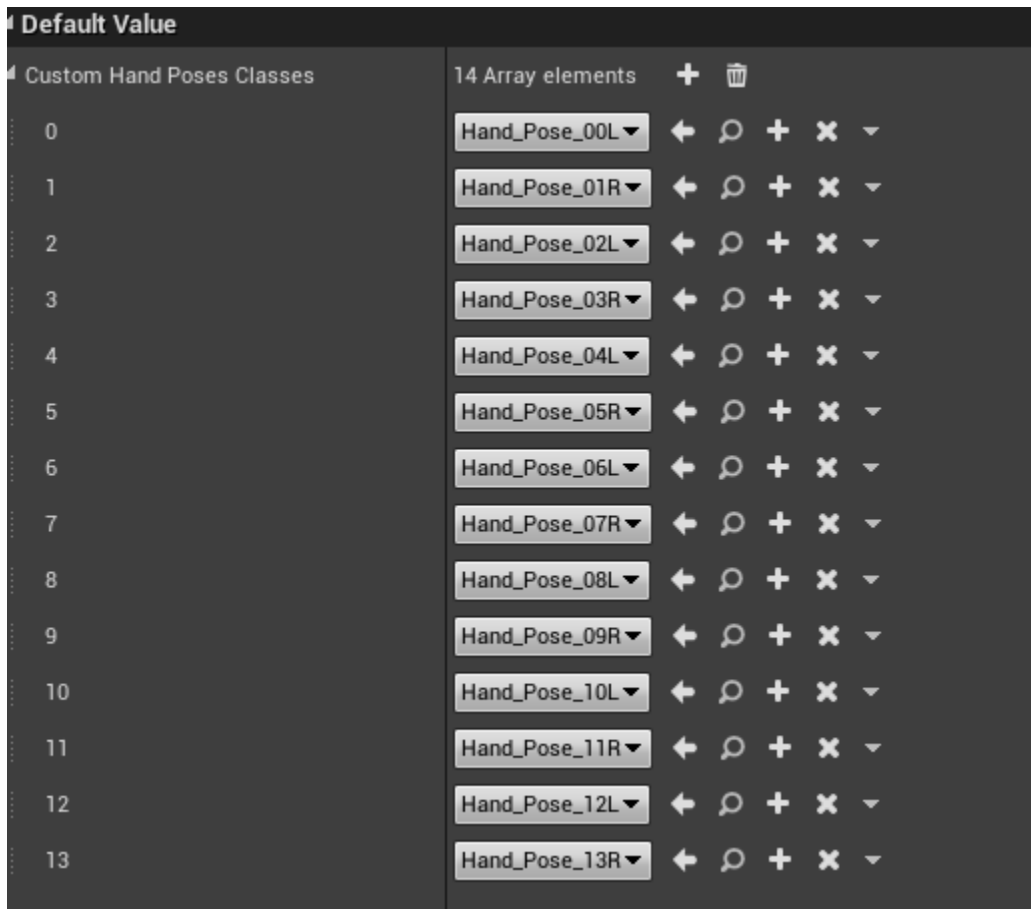 Default Value
Custom Hand Poses Classes 14 Array elements
0 Hand_Pose_00L
1 Hand_Pose_01R
2 Hand_Pose_02L
3 Hand_Pose_03R
4 Hand_Pose_04L
5 Hand_Pose_05R
6 Hand_Pose_06L
7 Hand_Pose_07R
8 Hand_Pose_08L
9 Hand_Pose_09R
10 Hand_Pose_10L
11 Hand_Pose_11R
12 Hand_Pose_12L
13 Hand_Pose_13R